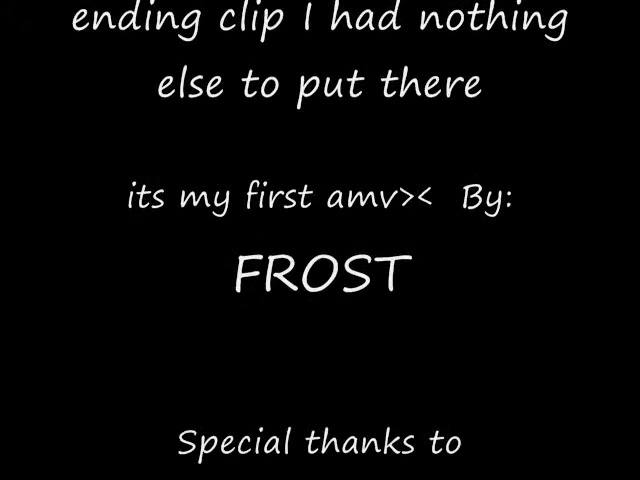 ending clip I had nothing
else to put there
its my first amv>< By:
FROST
Special thanks to